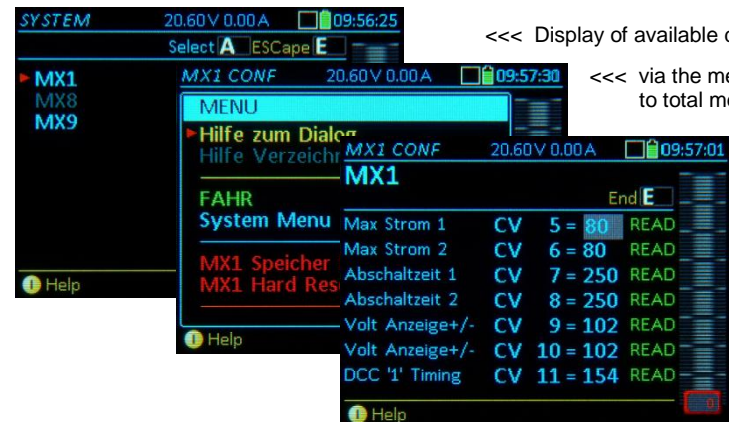 SYSTEM 20.60V 0.00A 09:56:25
Select A ESCape E
MX1
MX8
MX9
Help
<<< Display of available
<<< via the
to total
MX1 CONF 20.60V 0.00A 09:57:30
MENU
Hilfe zum Dialog
Hilfe
FAHR
System Menu
MX1 Speicher
MX1 Hard
Help
MX1 CONF 20.60V 0.00A 09:57:01
MX1
End E
Max Strom 1 CV 5 = 80 READ
Max Strom 2 CV 6 = 80 READ
Abschaltzeit 1 CV 7 = 250 READ
Abschaltzeit 2 CV 8 = 250 READ
Volt Anzeige+/- CV 9 = 102 READ
Volt Anzeige+/- CV 10 = 102 READ
DCC '1' Timing CV 11 = 154 READ
0
Help